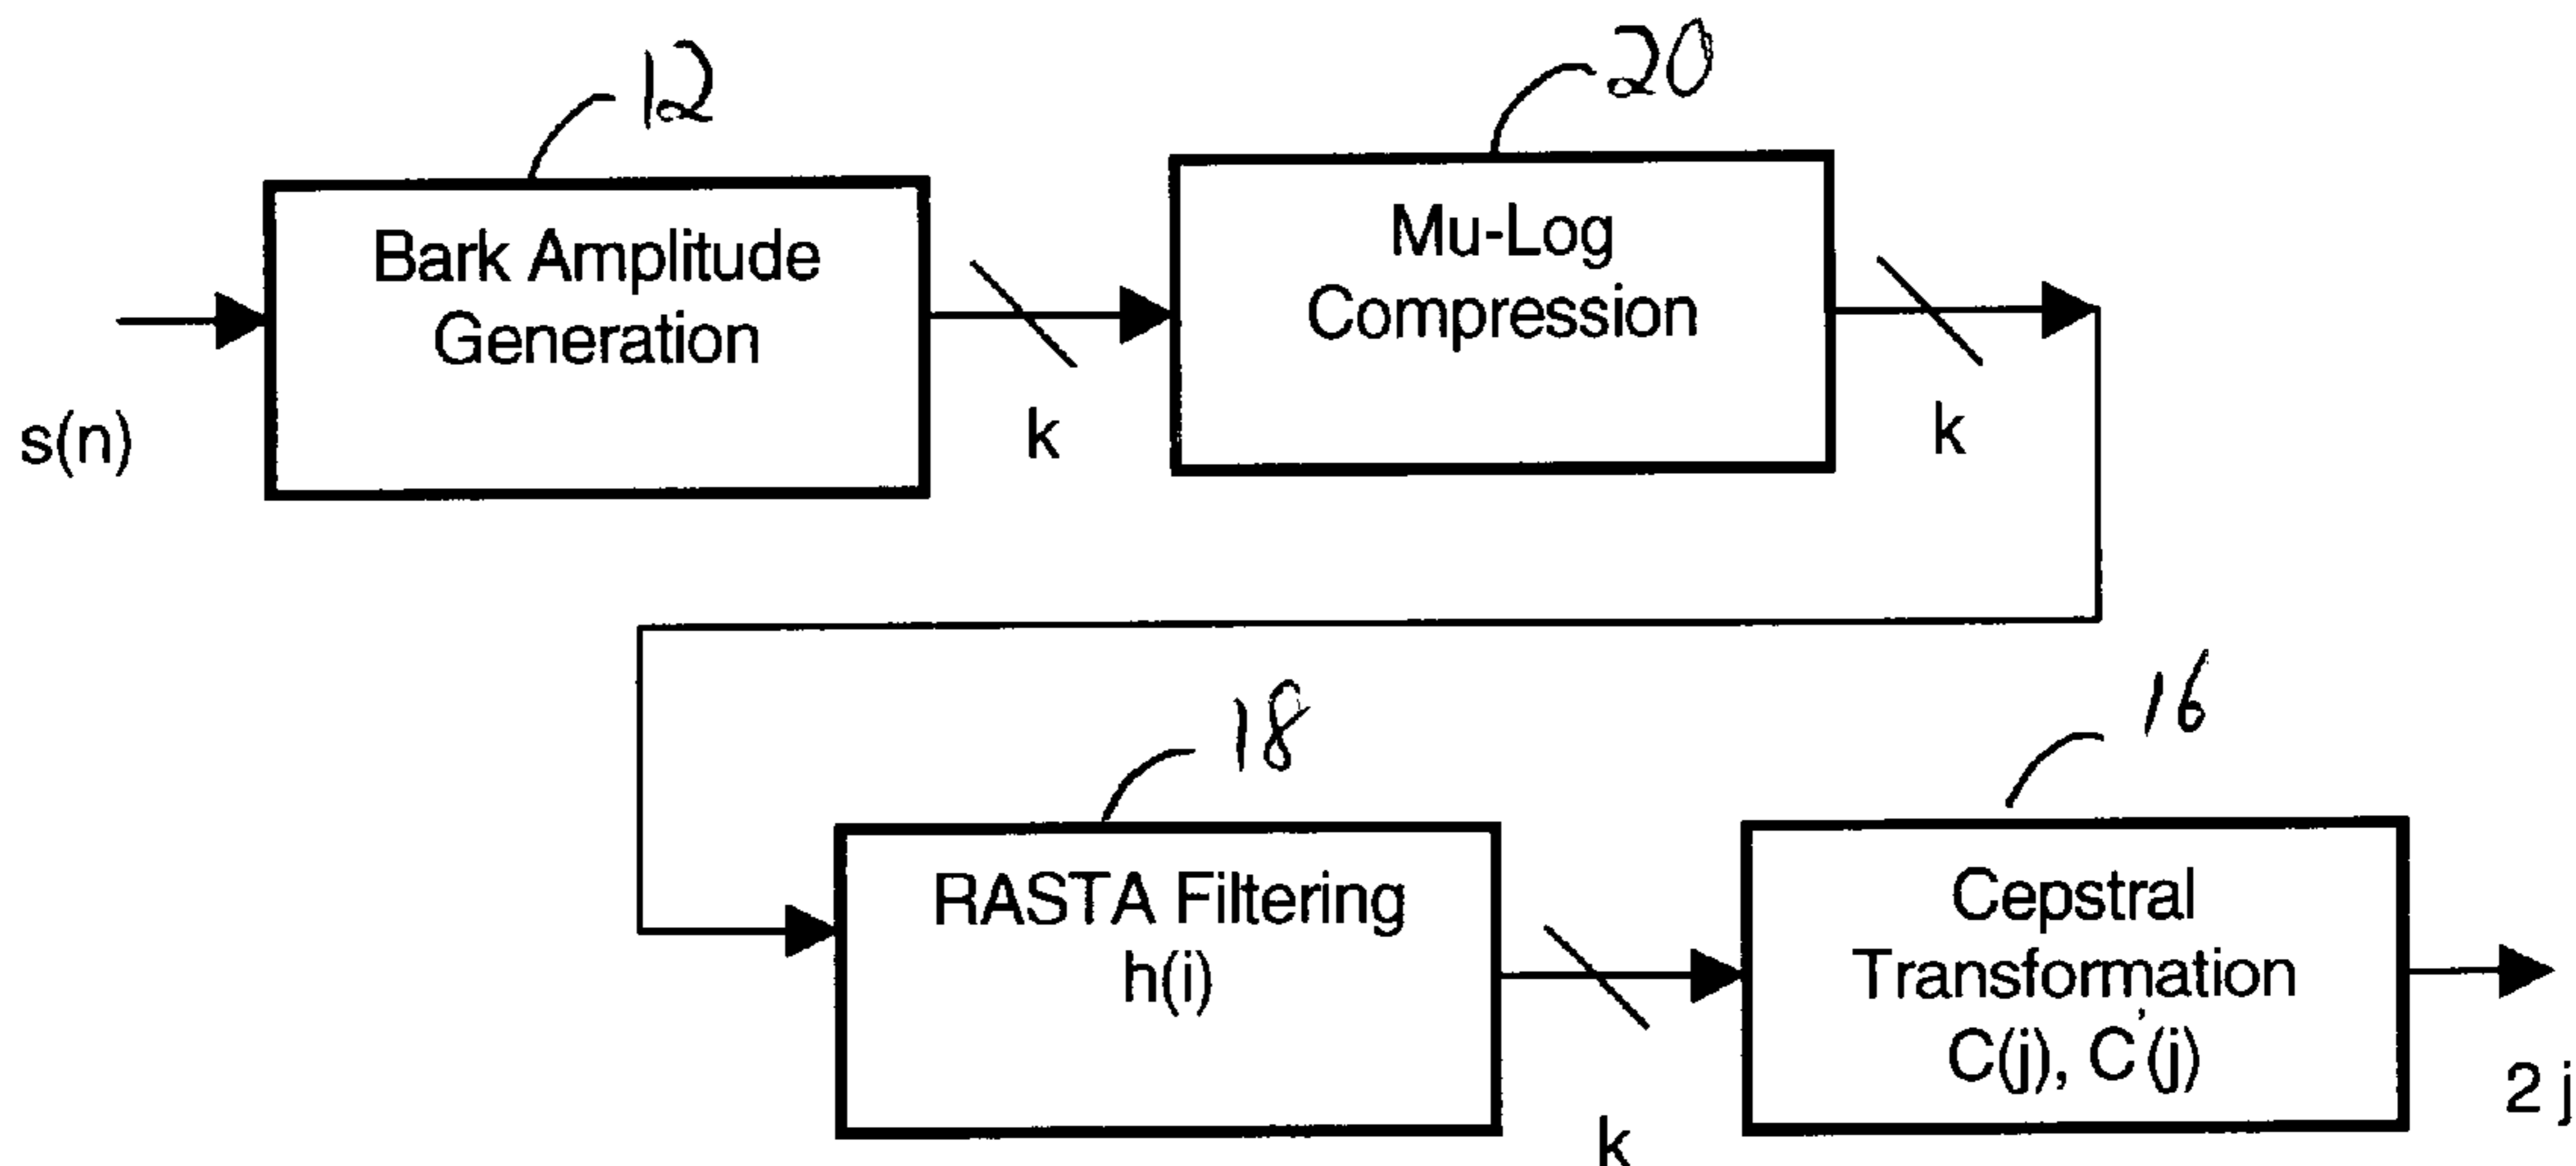 12
20
Bark Amplitude
Generation
Mu-Log
Compression
s(n)
k
k
18
16
RASTA Filtering
h(i)
Cepstral
Transformation
C(j), C'(j)
k
2 j